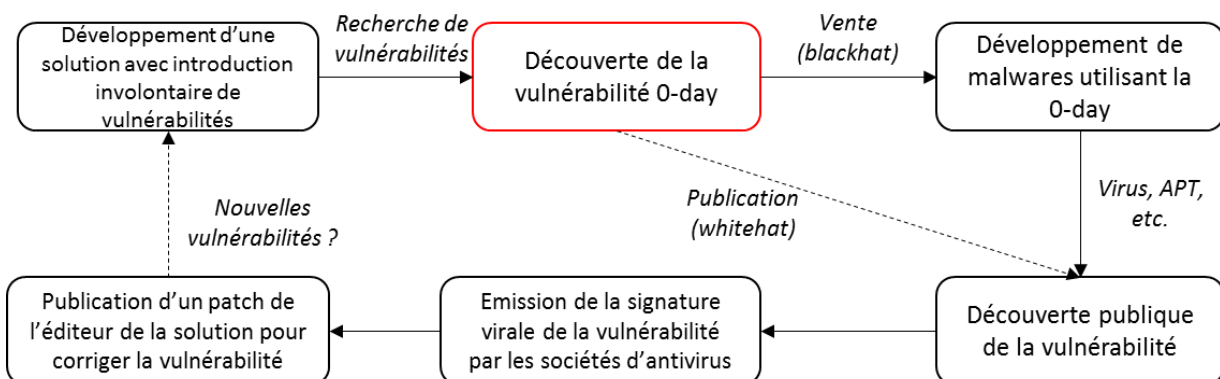 Développement d'une
solution avec introduction
involontaire de
vulnérabilités
Recherche de
vulnérabilités
Découverte de la
vulnérabilité 0-day
Vente
(blackhat)
Développement de
malwares utilisant la
0-day
Nouvelles
vulnérabilités ?
Publication
(whitehat)
Virus, APT,
etc.
Publication d'un patch de
l'éditeur de la solution pour
corriger la vulnérabilité
Emission de la signature
virale de la vulnérabilité
par les sociétés d'antivirus
Découverte publique
de la vulnérabilité